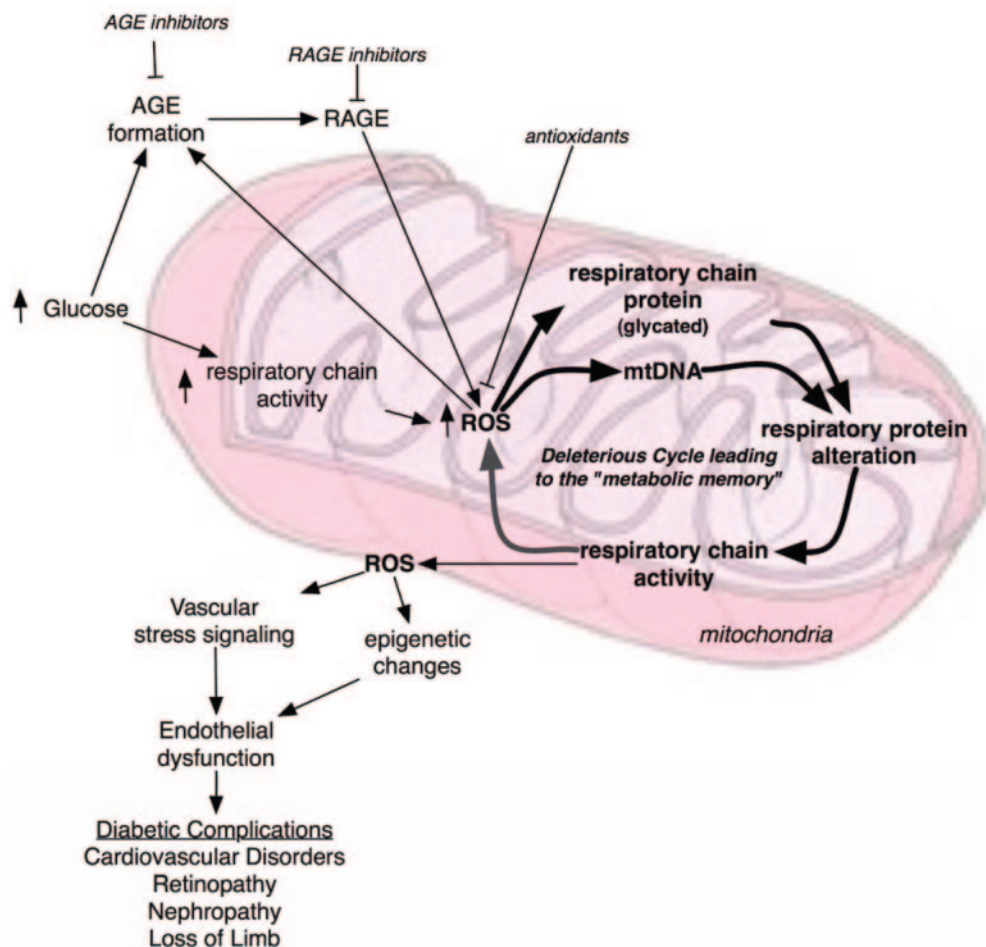 AGE inhibitors
RAGE inhibitors
AGE
formation
RAGE
antioxidants
respiratory chain
protein
(glycated)
Glucose
respiratory chain
activity
mtDNA
ROS
respiratory protein
alteration
Deleterious Cycle leading
to the "metabolic memory"
respiratory chain
activity
ROS
Vascular
stress signaling
epigenetic
changes
mitochondria
Endothelial
dysfunction
Diabetic Complications
Cardiovascular Disorders
Retinopathy
Nephropathy
Loss of Limb